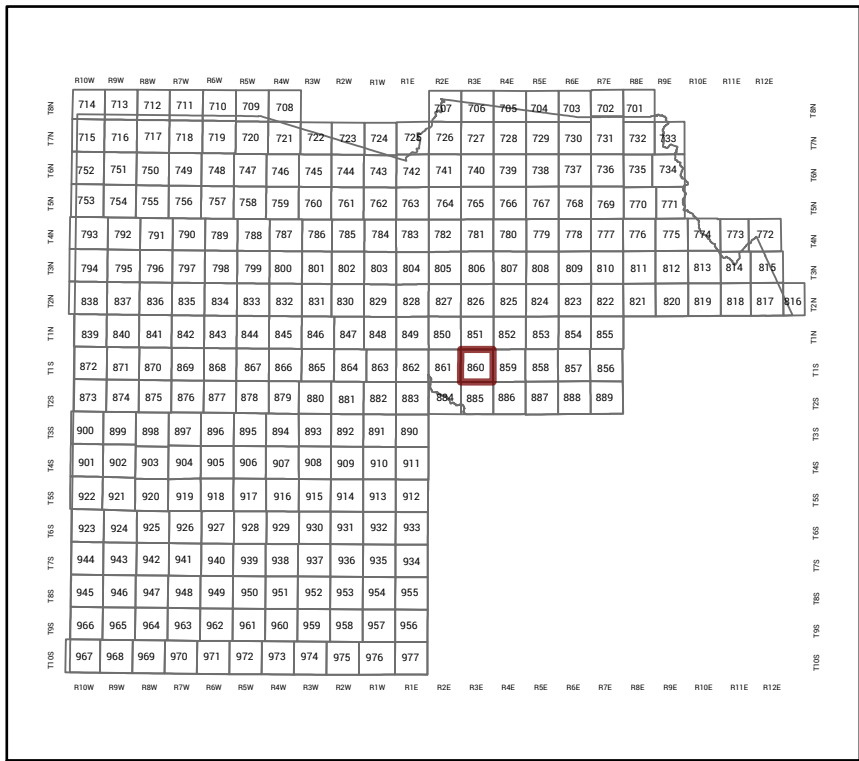 R10W R9W R8W R7W R6W R5W R4W R3W R2W R1W R1E R2E R3E R4E R5E R6E R7E R8E R9E R10E R11E R12E
T8N 714 713 712 711 710 709 708 707 706 705 704 703 702 701 T8N
T7N 715 716 717 718 719 720 721 722 723 724 725 726 727 728 729 730 731 732 733 T7N
T6N 752 751 750 749 748 747 746 745 744 743 742 741 740 739 738 737 736 735 734 T6N
T5N 753 754 755 756 757 758 759 760 761 762 763 764 765 766 767 768 769 770 771 T5N
T4N 793 792 791 790 789 788 787 786 785 784 783 782 781 780 779 778 777 776 775 774 773 772 T4N
T3N 794 795 796 797 798 799 800 801 802 803 804 805 806 807 808 809 810 811 812 813 814 815 T3N
T2N 838 837 836 835 834 833 832 831 830 829 828 827 826 825 824 823 822 821 820 819 818 817 816 T2N
T1N 839 840 841 842 843 844 845 846 847 848 849 850 851 852 853 854 855 T1N
T1S 872 871 870 869 868 867 866 865 864 863 862 861 860 859 858 857 856 T1S
T2S 873 874 875 876 877 878 879 880 881 882 883 884 885 886 887 888 889 T2S
T3S 900 899 898 897 896 895 894 893 892 891 890 T3S
T4S 901 902 903 904 905 906 907 908 909 910 911 T4S
T5S 922 921 920 919 918 917 916 915 914 913 912 T5S
T6S 923 924 925 926 927 928 929 930 931 932 933 T6S
T7S 944 943 942 941 940 939 938 937 936 935 934 T7S
T8S 945 946 947 948 949 950 951 952 953 954 955 T8S
T9S 966 965 964 963 962 961 960 959 958 957 956 T9S
T10S 967 968 969 970 971 972 973 974 975 976 977 T10S
R10W R9W R8W R7W R6W R5W R4W R3W R2W R1W R1E R2E R3E R4E R5E R6E R7E R8E R9E R10E R11E R12E